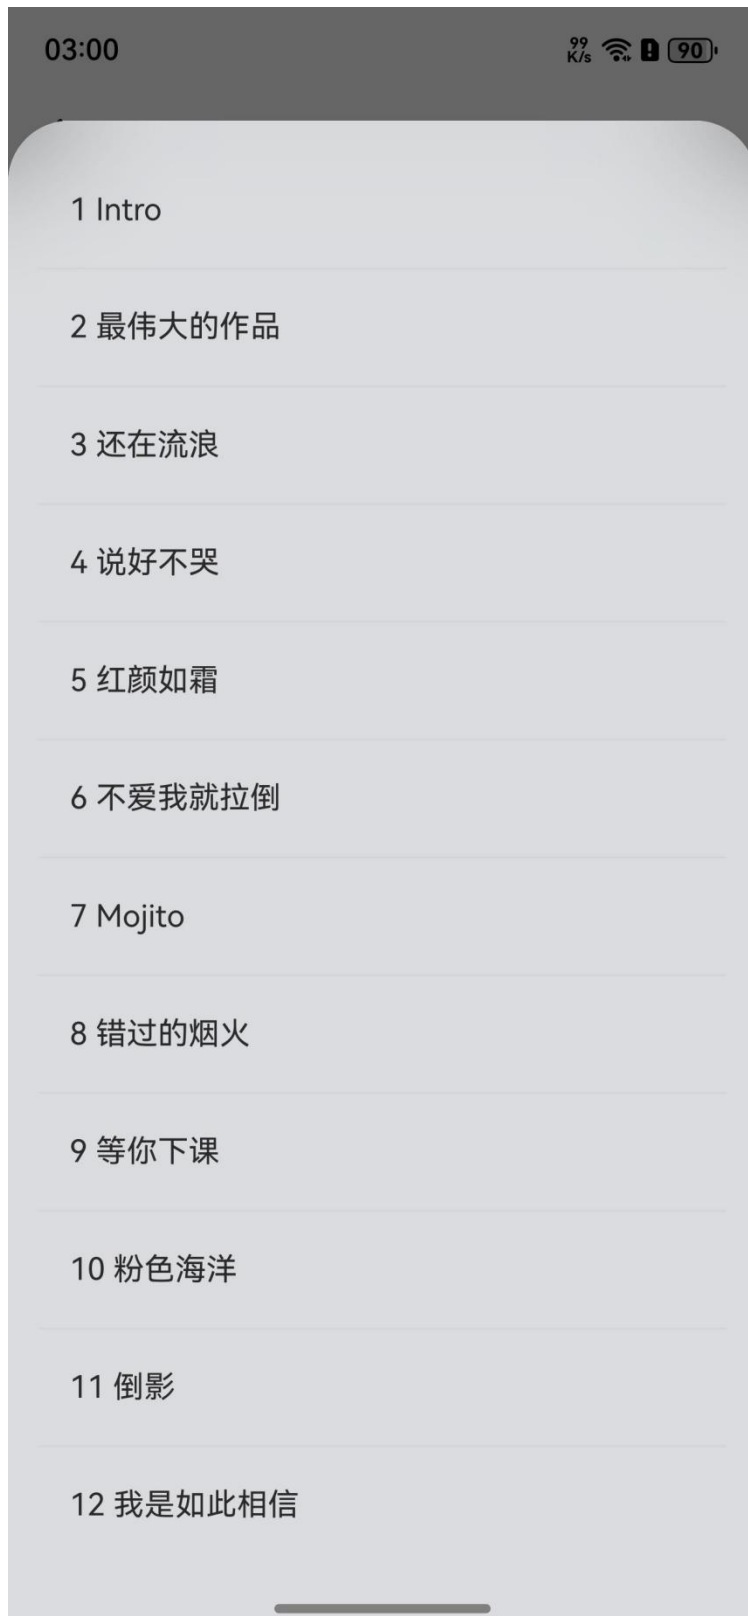 03:00
99
K/s
90
1 Intro
2 最伟大的作品
3 还在流浪
4 说好不哭
5 红颜如霜
6 不爱我就拉倒
7 Mojito
8 错过的烟火
9 等你下课
10 粉色海洋
11 倒影
12 我是如此相信